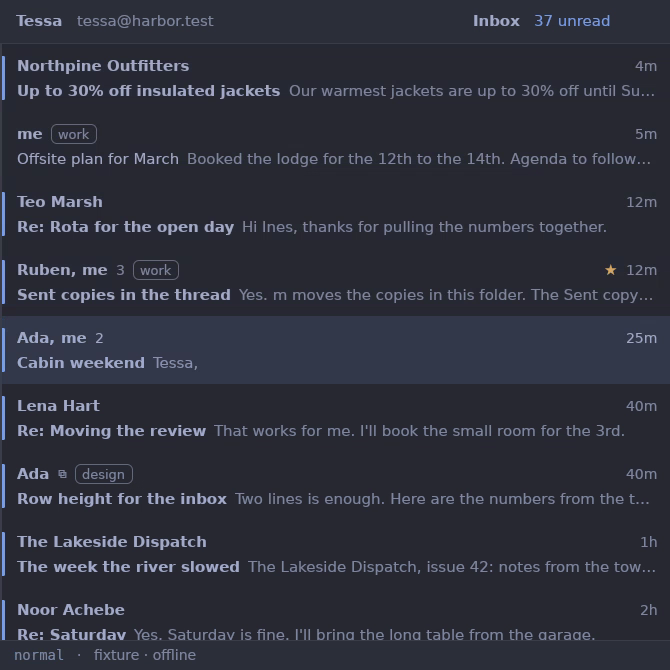 Tessa tessa@harbor.test Inbox 37 unread
Northpine Outfitters 4m
Up to 30% off insulated jackets Our warmest jackets are up to 30% off until Su…
me work 5m
Offsite plan for March Booked the lodge for the 12th to the 14th. Agenda to follow…
Teo Marsh 12m
Re: Rota for the open day Hi Ines, thanks for pulling the numbers together.
Ruben, me 3 work ★ 12m
Sent copies in the thread Yes. m moves the copies in this folder. The Sent copy…
Ada, me 2 25m
Cabin weekend Tessa,
Lena Hart 40m
Re: Moving the review That works for me. I'll book the small room for the 3rd.
Ada design 40m
Row height for the inbox Two lines is enough. Here are the numbers from the t…
The Lakeside Dispatch 1h
The week the river slowed The Lakeside Dispatch, issue 42: notes from the tow…
Noor Achebe 2h
Re: Saturday Yes. Saturday is fine. I'll bring the long table from the garage.
normal · fixture · offline